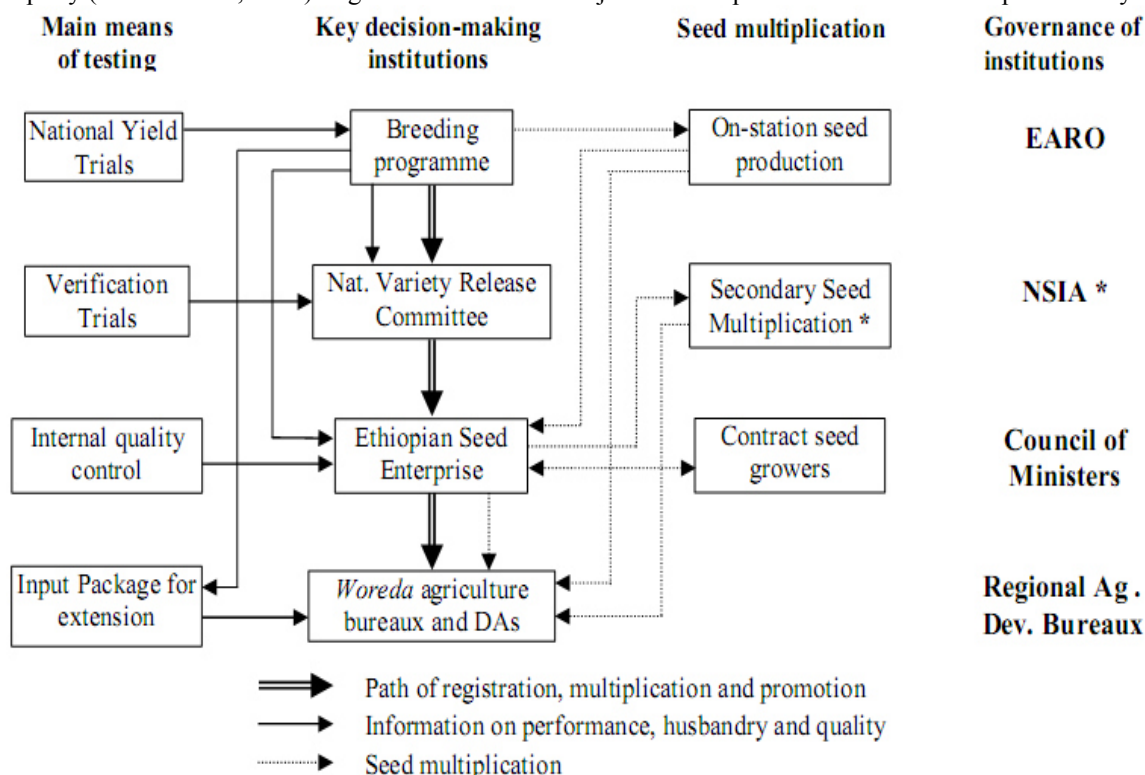 Main means
of testing
Key decision-making
institutions
Seed multiplication
Governance of
institutions
National Yield
Trials
Breeding
programme
On-station seed
production
EARO
Verification
Trials
Nat. Variety Release
Committee
Secondary Seed
Multiplication *
NSIA *
Internal quality
control
Ethiopian Seed
Enterprise
Contract seed
growers
Council of
Ministers
Input Package for
extension
Woreda agriculture
bureaux and DAs
Regional Ag .
Dev. Bureaux
Path of registration, multiplication and promotion
Information on performance, husbandry and quality
Seed multiplication